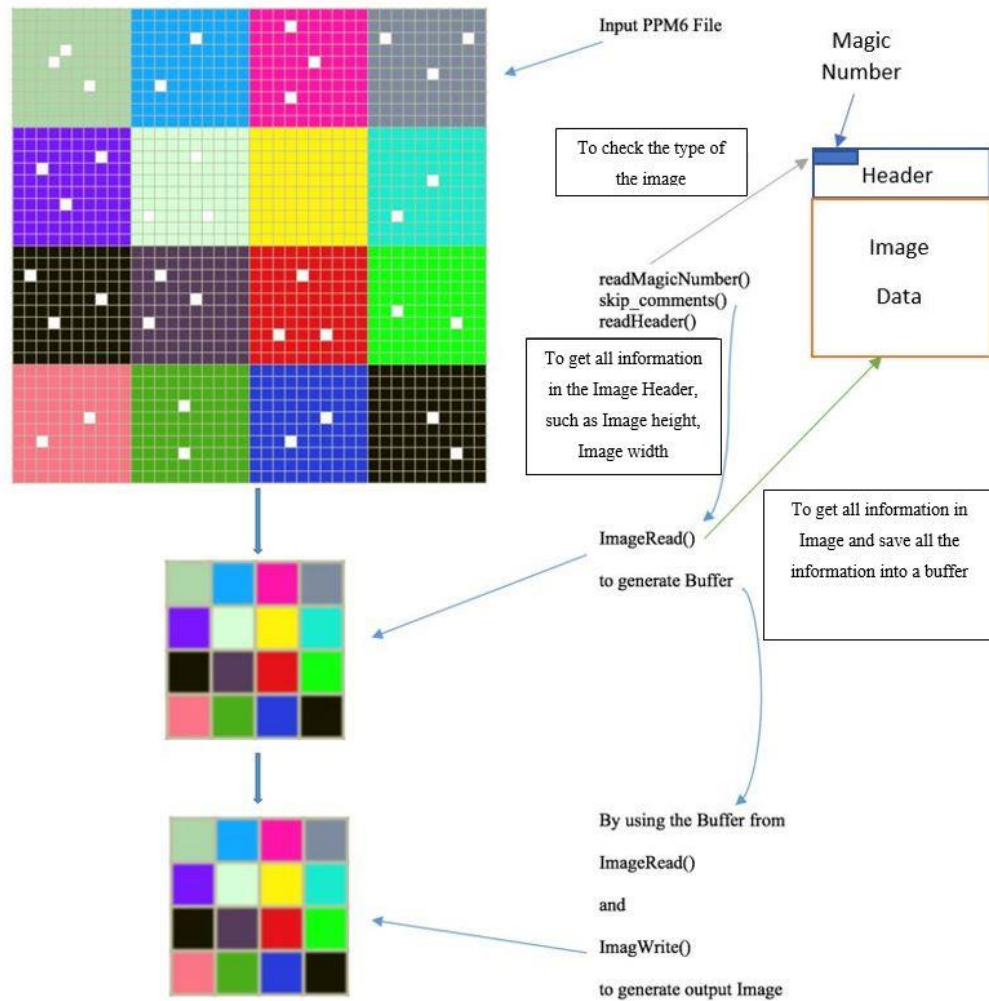 Input PPM6 File
Magic
Number
To check the type of
the image
Header
Image
Data
readMagicNumber()
skip_comments()
readHeader()
To get all information
in the Image Header,
such as Image height,
Image width
ImageRead()
to generate Buffer
To get all information in
Image and save all the
information into a buffer
By using the Buffer from
ImageRead()
and
ImagWrite()
to generate output Image